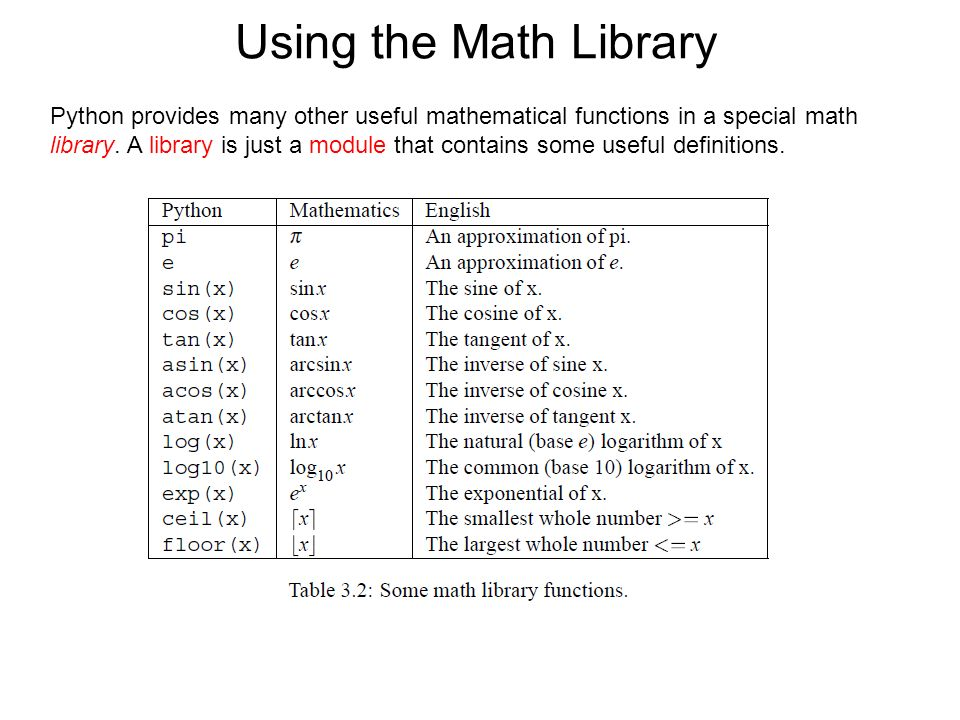 Using the Math Library
Python provides many other useful mathematical functions in a special math
library. A library is just a module that contains some useful definitions.
Python Mathematics English
pi π An approximation of pi.
e e An approximation of e.
sin(x) sin x The sine of x.
cos(x) cos x The cosine of x.
tan(x) tan x The tangent of x.
asin(x) arcsin x The inverse of sine x.
acos(x) arccos x The inverse of cosine x.
atan(x) arctan x The inverse of tangent x.
log(x) ln x The natural (base e) logarithm of x
log10(x) log₁₀ x The common (base 10) logarithm of x.
exp(x) eˣ The exponential of x.
ceil(x) ⌈x⌉ The smallest whole number >= x
floor(x) ⌊x⌋ The largest whole number <= x
Table 3.2: Some math library functions.